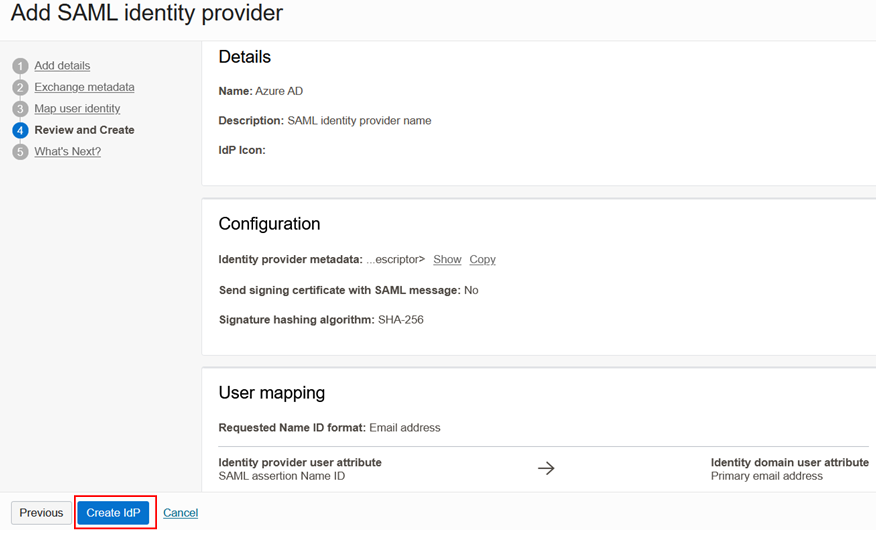 Add SAML identity provider
1 Add details
2 Exchange metadata
3 Map user identity
4 Review and Create
5 What's Next?
Details
Name: Azure AD
Description: SAML identity provider name
IdP Icon:
Configuration
Identity provider metadata: ...escriptor> Show Copy
Send signing certificate with SAML message: No
Signature hashing algorithm: SHA-256
User mapping
Requested Name ID format: Email address
Identity provider user attribute
SAML assertion Name ID
Identity domain user attribute
Primary email address
Previous Create IdP Cancel